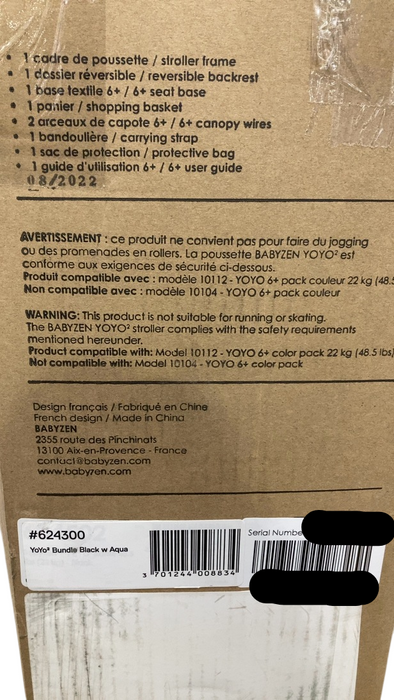 • 1 cadre de poussette / stroller frame
• 1 dossier réversible / reversible backrest
• 1 base textile 6+ / 6+ seat base
• 1 panier / shopping basket
• 2 arceaux de capote 6+ / 6+ canopy wires
• 1 bandoulière / carrying strap
• 1 sac de protection / protective bag
• 1 guide d'utilisation 6+ / 6+ user guide
08/2022
AVERTISSEMENT : ce produit ne convient pas pour faire du jogging
ou des promenades en rollers. La poussette BABYZEN YOYO² est
conforme aux exigences de sécurité ci-dessous.
Produit compatible avec : modèle 10112 - YOYO 6+ pack couleur 22 kg (48.5
Non compatible avec : modèle 10104 - YOYO 6+ pack couleur
WARNING: This product is not suitable for running or skating.
The BABYZEN YOYO² stroller complies with the safety requirements
mentioned hereunder.
Product compatible with: Model 10112 - YOYO 6+ color pack 22 kg (48.5 lbs)
Not compatible with: Model 10104 - YOYO 6+ color pack
Design français / Fabriqué en Chine
French design / Made in China
BABYZEN
2355 route des Pinchinats
13100 Aix-en-Provence - France
contact@babyzen.com
www.babyzen.com
#624300
YoYo² Bundle Black w Aqua
3 701244 008834
Serial Numbe